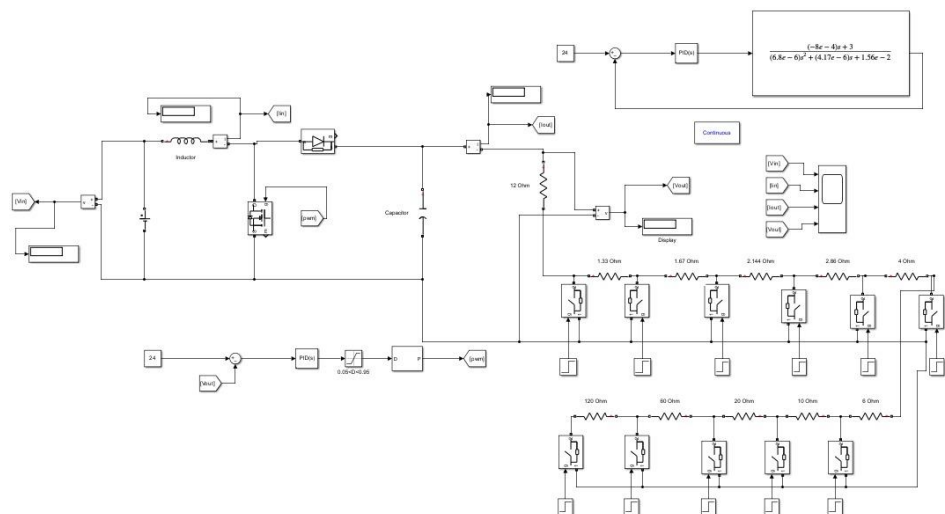 24
PID(s)
(-8e - 4)s + 3
(6.8e - 6)s² + (4.17e - 6)s + 1.56e - 2
[Iin]
Inductor
[Iout]
Continuous
12 Ohm
[Vin]
[pwm]
Capacitor
[Vout]
Display
[Vin]
[Iin]
[Iout]
[Vout]
1.33 Ohm
1.67 Ohm
2.144 Ohm
2.86 Ohm
4 Ohm
24
PID(s)
0.05<D<0.95
D
P
[pwm]
[Vout]
120 Ohm
60 Ohm
20 Ohm
10 Ohm
6 Ohm